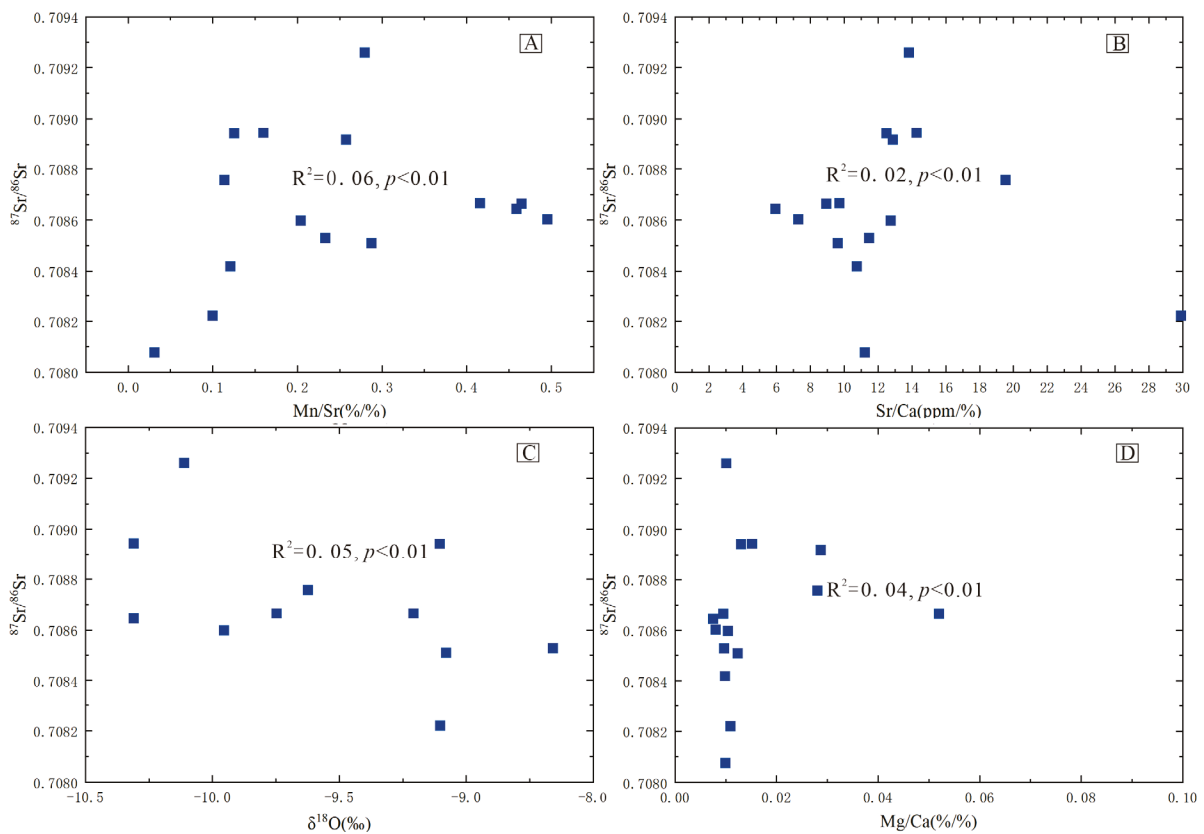 0.7094
0.7092
0.7090
0.7088
0.7086
0.7084
0.7082
0.7080
⁸⁷Sr/⁸⁶Sr
A
R²=0.06, p<0.01
0.0 0.1 0.2 0.3 0.4 0.5
Mn/Sr(%/%)
0.7094
0.7092
0.7090
0.7088
0.7086
0.7084
0.7082
0.7080
⁸⁷Sr/⁸⁶Sr
B
R²=0.02, p<0.01
0 2 4 6 8 10 12 14 16 18 20 22 24 26 28 30
Sr/Ca(ppm/%)
0.7094
0.7092
0.7090
0.7088
0.7086
0.7084
0.7082
0.7080
⁸⁷Sr/⁸⁶Sr
C
R²=0.05, p<0.01
-10.5 -10.0 -9.5 -9.0 -8.5 -8.0
δ¹⁸O(‰)
0.7094
0.7092
0.7090
0.7088
0.7086
0.7084
0.7082
0.7080
⁸⁷Sr/⁸⁶Sr
D
R²=0.04, p<0.01
0.00 0.02 0.04 0.06 0.08 0.10
Mg/Ca(%/%)